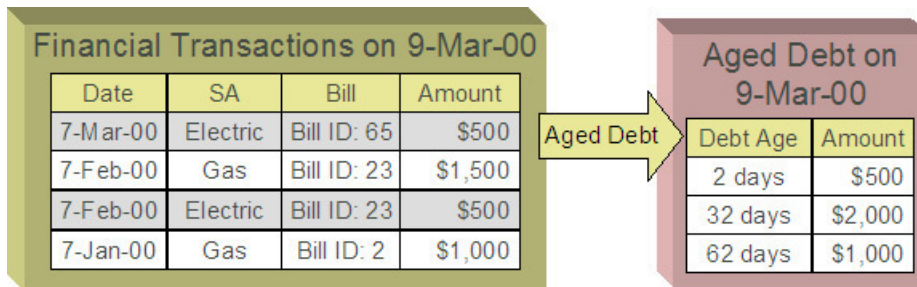 Financial Transactions on 9-Mar-00
Date SA Bill Amount
7-Mar-00 Electric Bill ID: 65 $500
7-Feb-00 Gas Bill ID: 23 $1,500
7-Feb-00 Electric Bill ID: 23 $500
7-Jan-00 Gas Bill ID: 2 $1,000
Aged Debt
Aged Debt on
9-Mar-00
Debt Age Amount
2 days $500
32 days $2,000
62 days $1,000